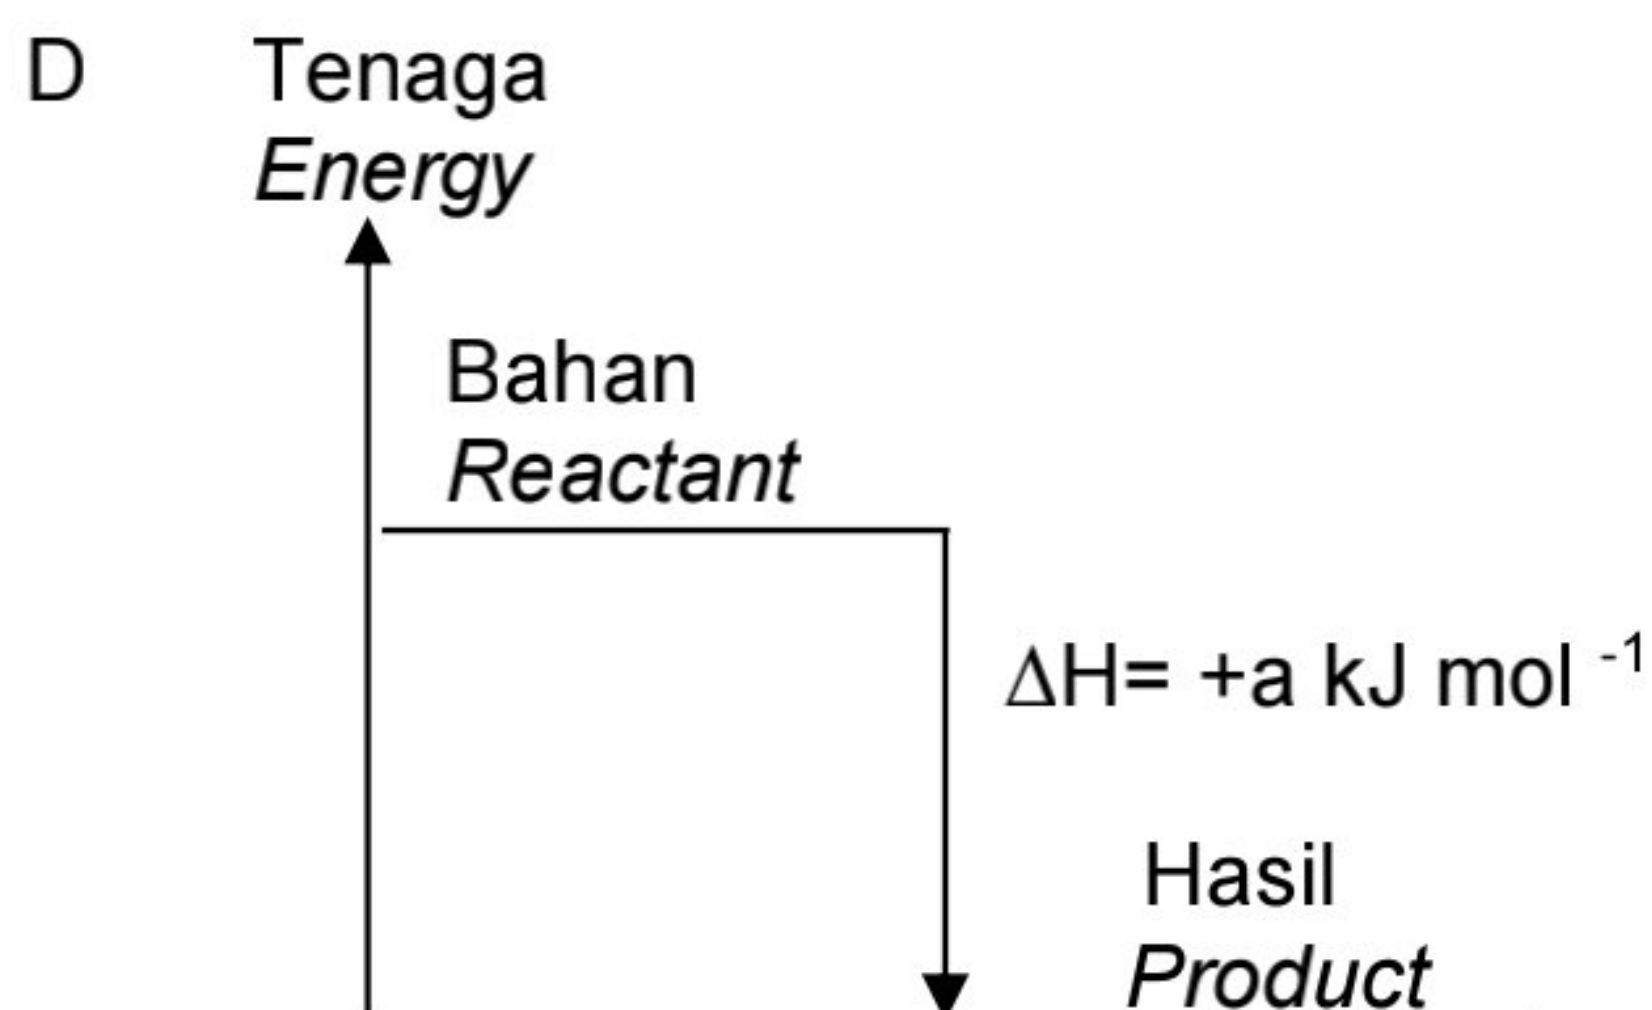 D Tenaga
Energy
Bahan
Reactant
ΔH= +a kJ mol -1
Hasil
Product